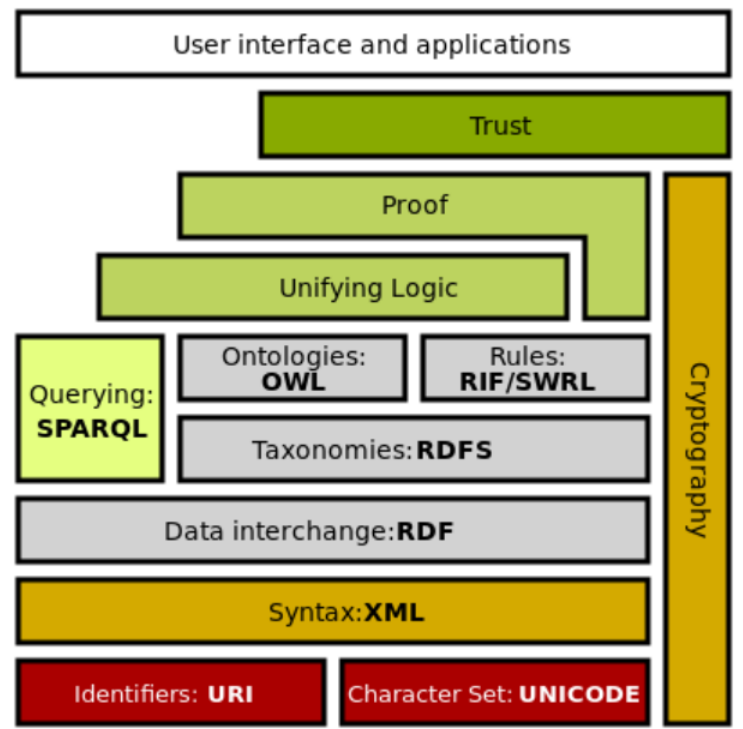 User interface and applications
Trust
Proof
Unifying Logic
Querying:
SPARQL
Ontologies:
OWL
Rules:
RIF/SWRL
Taxonomies:RDFS
Cryptography
Data interchange:RDF
Syntax:XML
Identifiers: URI
Character Set: UNICODE